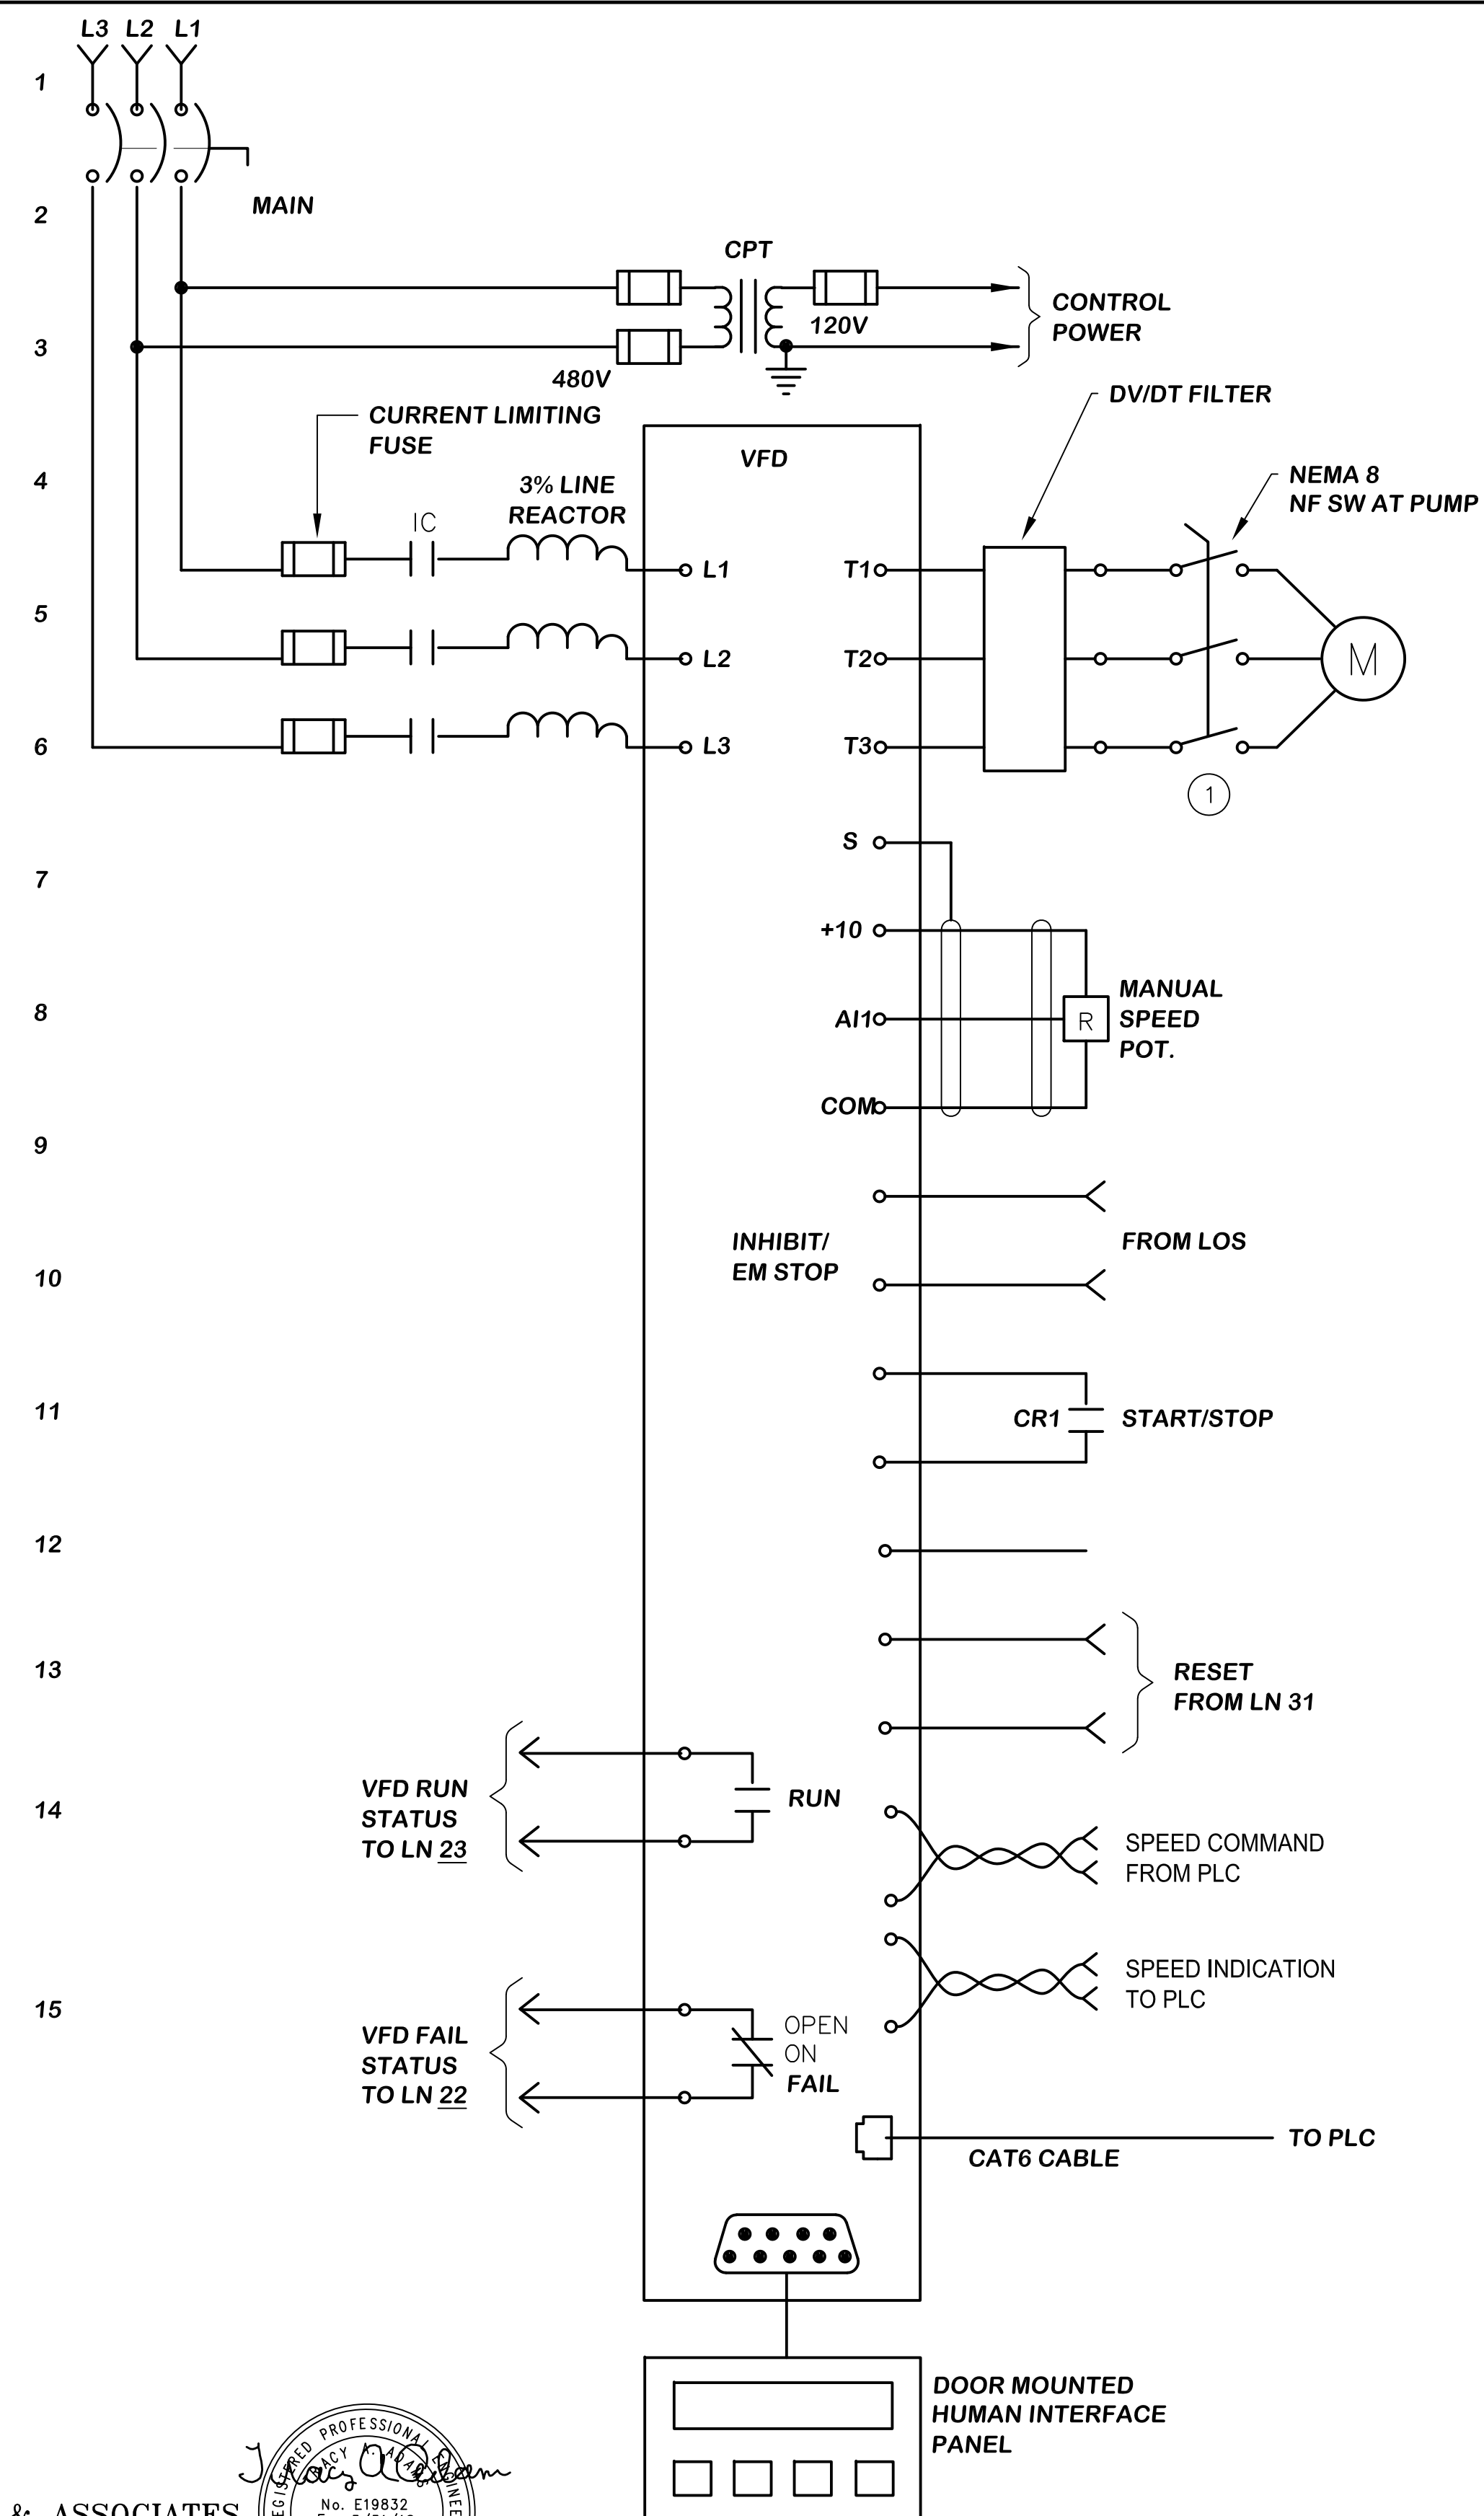 L3 L2 L1
1
MAIN
2
CPT
120V
CONTROL
POWER
3
480V
DV/DT FILTER
CURRENT LIMITING
FUSE
VFD
4
NEMA 8
NF SW AT PUMP
3% LINE
REACTOR
IC
L1
T1
5
L2
T2
M
6
L3
T3
1
S
7
+10
MANUAL
SPEED
POT.
8
AI1
R
COM
9
INHIBIT/
EM STOP
FROM LOS
10
11
CR1
START/STOP
12
13
RESET
FROM LN 31
VFD RUN
STATUS
TO LN 23
14
RUN
SPEED COMMAND
FROM PLC
SPEED INDICATION
TO PLC
15
VFD FAIL
STATUS
TO LN 22
OPEN
ON
FAIL
TO PLC
CAT6 CABLE
DOOR MOUNTED
HUMAN INTERFACE
PANEL
PROFESSIONAL
ADAMS
No. E19832
& ASSOCIATES